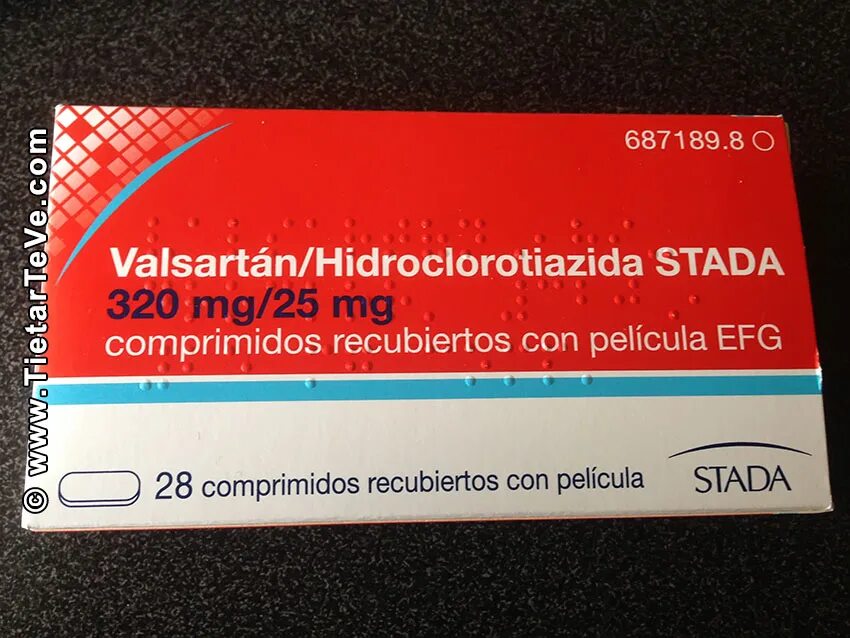 687189.8
Valsartán/Hidroclorotiazida STADA
320 mg/25 mg
comprimidos recubiertos con película EFG
28 comprimidos recubiertos con película
STADA
© www.TietarTeVe.com